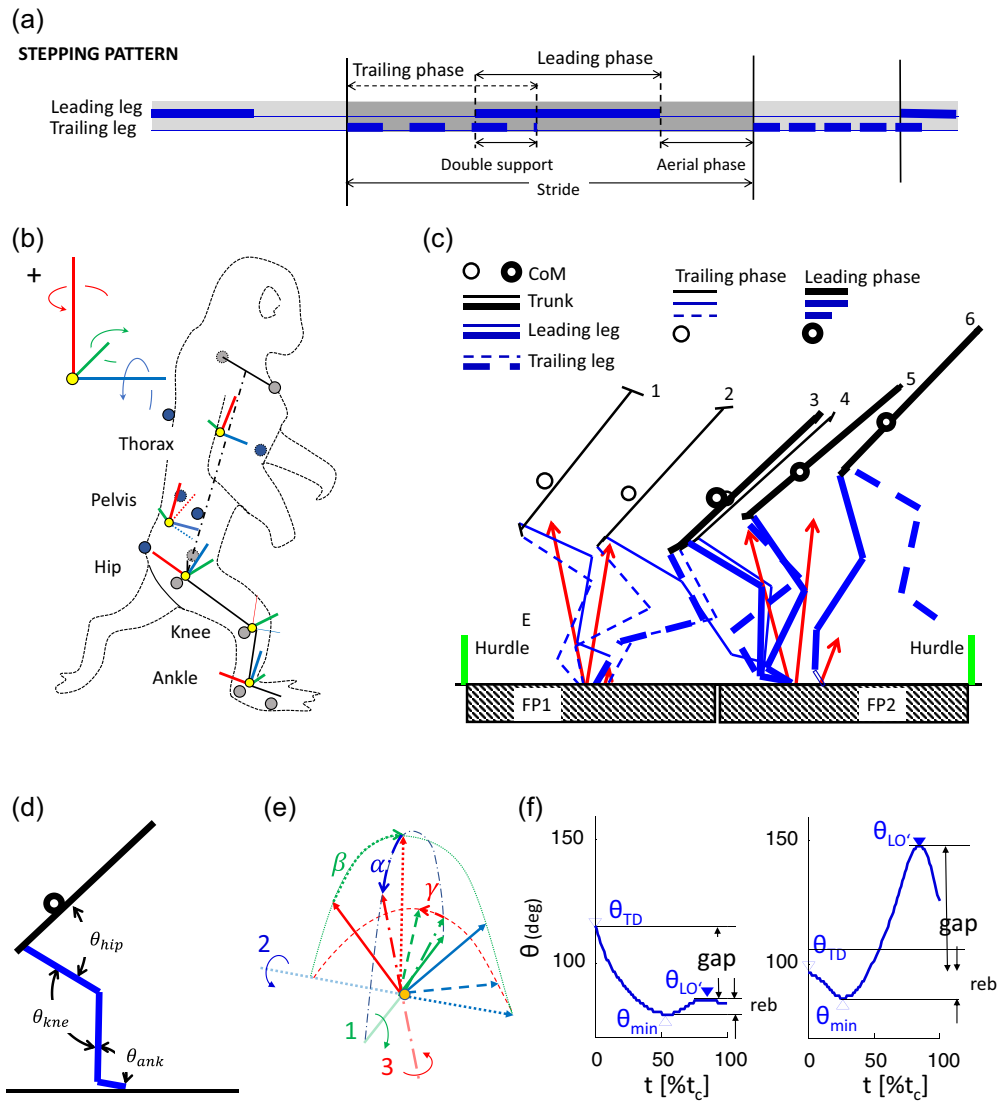 (a)
STEPPING PATTERN
Trailing phase
Leading phase
Leading leg
Trailing leg
Double support
Aerial phase
Stride
(b)
+
Thorax
Pelvis
Hip
Knee
Ankle
(c)
CoM
Trunk
Leading leg
Trailing leg
Trailing phase
Leading phase
1
2
3
4
5
6
E
Hurdle
Hurdle
FP1
FP2
(d)
θhip
θkne
θank
(e)
β
α
γ
2
1
3
(f)
150
100
θ (deg)
θTD
gap
θLO'
reb
θmin
0
50
100
t [%tc]
150
100
θLO'
gap
θTD
reb
θmin
0
50
100
t [%tc]